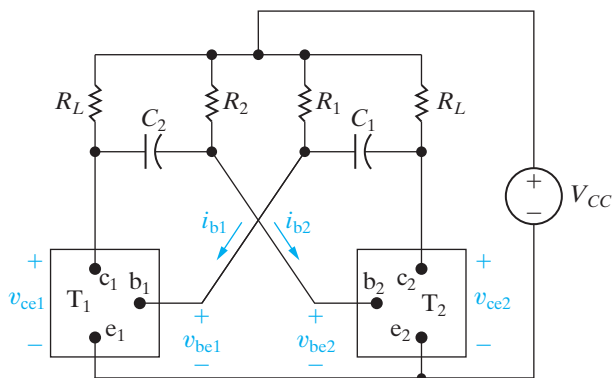 R_L C_2 R_2 R_1 C_1 R_L
+ − V_CC
i_b1 i_b2
+ v_ce1 −
c_1 b_1 T_1 e_1
+ v_be1 −
+ v_be2 −
c_2 b_2 T_2 e_2
+ v_ce2 −